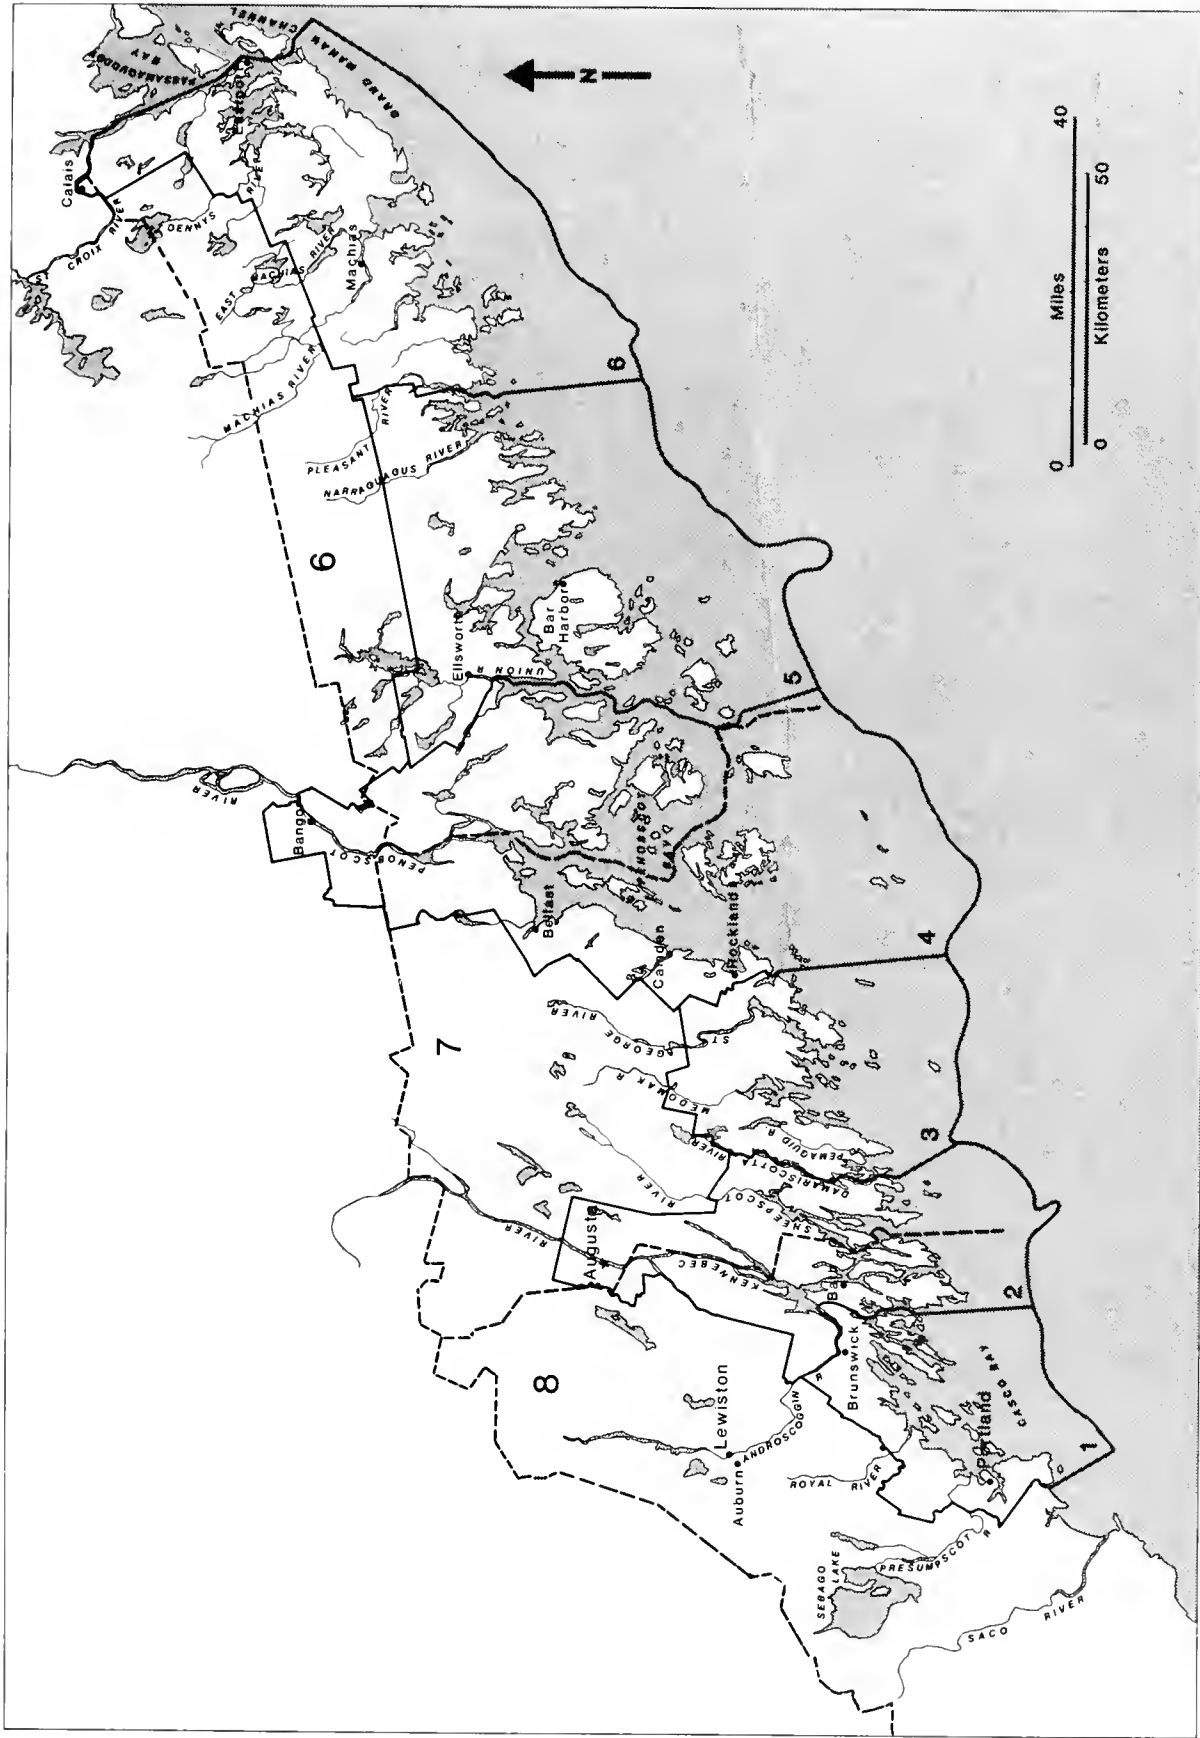 PASSAMAQUODDY
BAY
GRAND MANAN
CHANNEL
Calais
ST. CROIX RIVER
DENNYS
RIVER
EAST MACHIAS RIVER
Machias
MACHIAS RIVER
PLEASANT RIVER
NARRAGUAGUS RIVER
6
6
N
Miles
0 40
0 50
Kilometers
Ellsworth
UNION R
Bar
Harbor
5
RIVER
Bangor
PENOBSCOT
PENOBSCOT
BAY
Belfast
Camden
Rockland
4
7
ST. GEORGE RIVER
MEDOMAK R
PEMAQUID R.
DAMARISCOTTA RIVER
SHEEPSCOT RIVER
3
Augusta
KENNEBEC RIVER
Bath
2
8
Lewiston
Auburn
ANDROSCOGGIN R
Brunswick
ROYAL RIVER
Portland
CASCO BAY
1
SEBAGO
LAKE
PRESUMPSCOT R
SACO RIVER